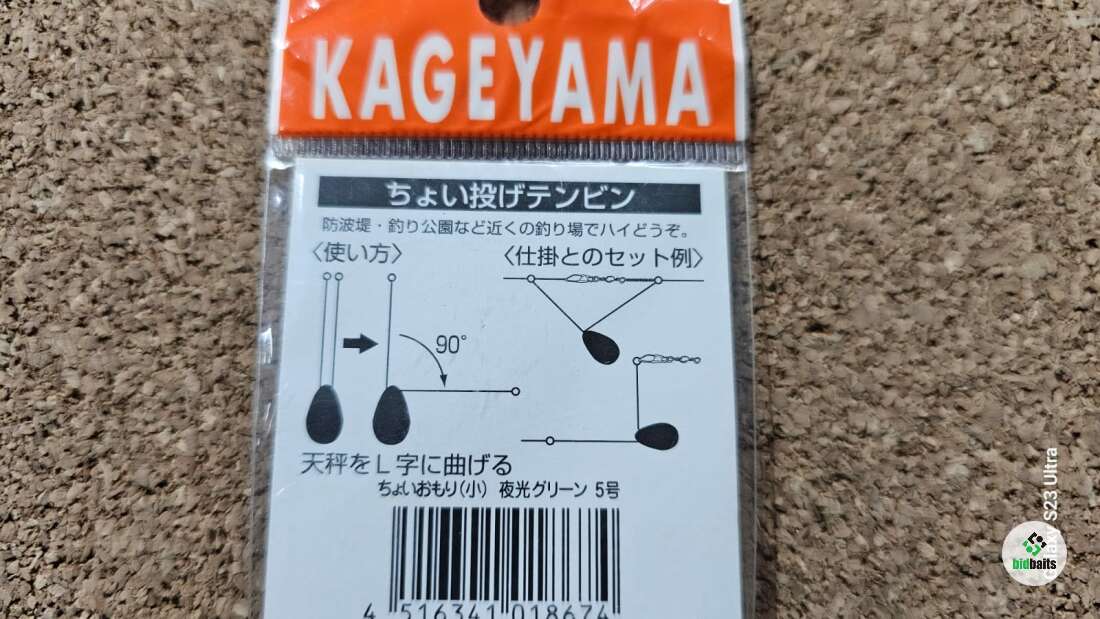 KAGEYAMA
ちょい投げテンビン
防波堤・釣り公園など近くの釣り場でハイどうぞ。
〈使い方〉
〈仕掛とのセット例〉
90°
天秤をL字に曲げる
ちょいおもり(小) 夜光グリーン 5号
4 516341 018674
Galaxy S23 Ultra
bidbaits